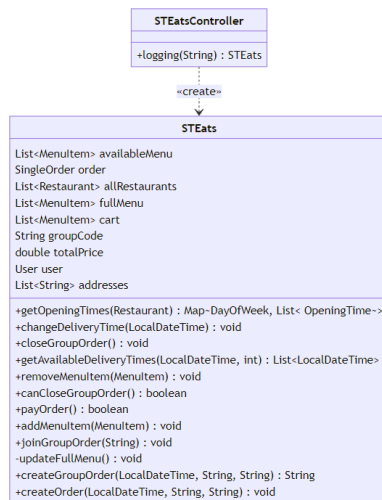 STEatsController
+logging(String) : STEats
«create»
STEats
List<MenuItem> availableMenu
SingleOrder order
List<Restaurant> allRestaurants
List<MenuItem> fullMenu
List<MenuItem> cart
String groupCode
double totalPrice
User user
List<String> addresses
+getOpeningTimes(Restaurant) : Map~DayOfWeek, List< OpeningTime~>
+changeDeliveryTime(LocalDateTime) : void
+closeGroupOrder() : void
+getAvailableDeliveryTimes(LocalDateTime, int) : List<LocalDateTime>
+removeMenuItem(MenuItem) : void
+canCloseGroupOrder() : boolean
+payOrder() : boolean
+addMenuItem(MenuItem) : void
+joinGroupOrder(String) : void
-updateFullMenu() : void
+createGroupOrder(LocalDateTime, String, String) : String
+createOrder(LocalDateTime, String, String) : void